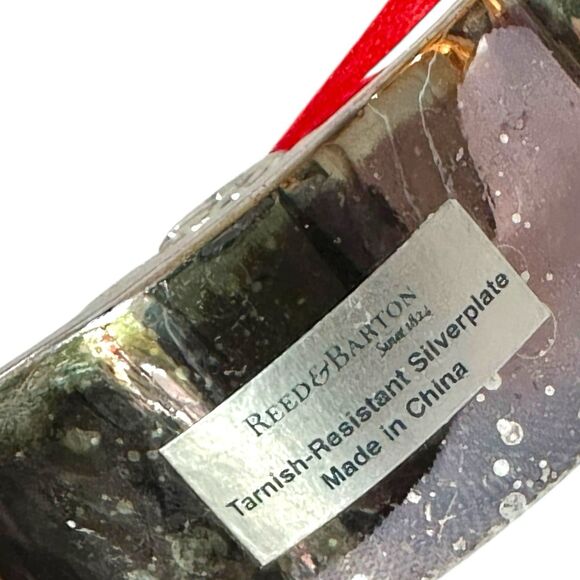 REED & BARTON
Since 1824
Tarnish-Resistant Silverplate
Made in China